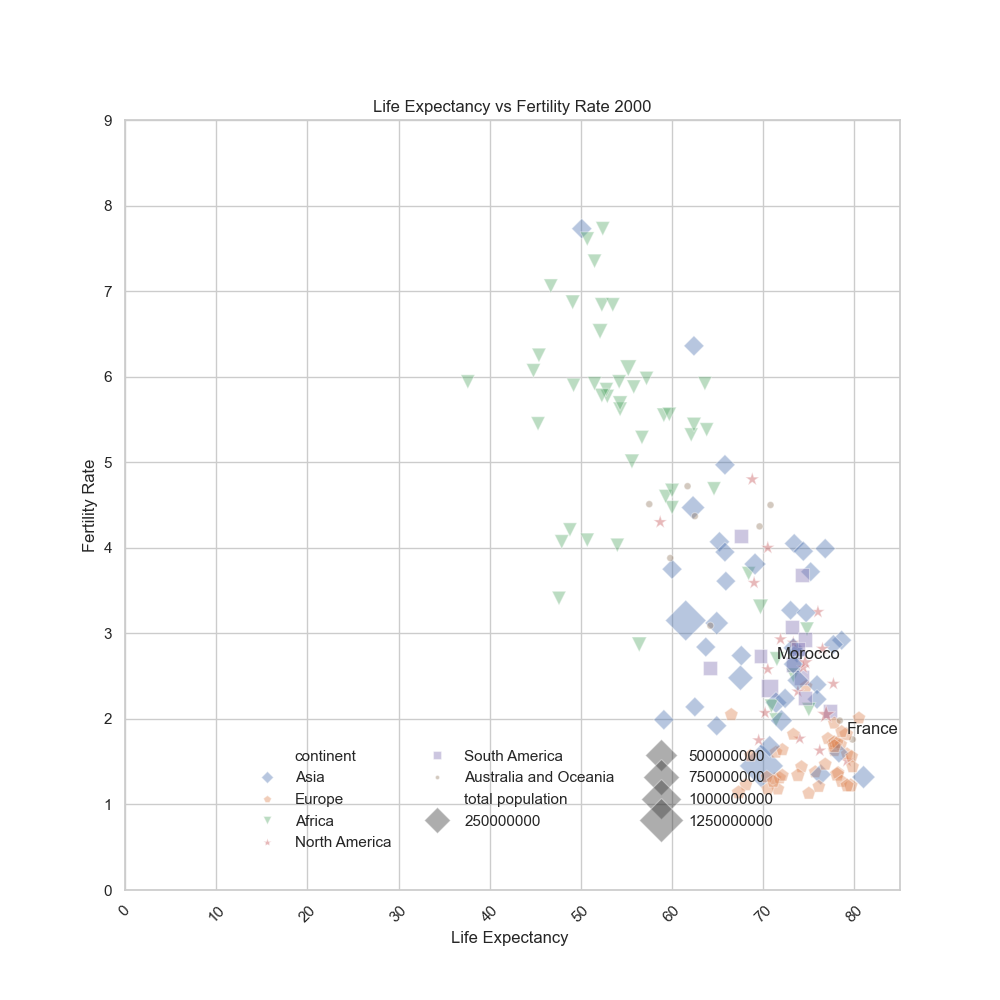 Life Expectancy vs Fertility Rate 2000
9
8
7
6
5
4
3
2
1
0
Fertility Rate
Morocco
France
continent
Asia
Europe
Africa
North America
South America
Australia and Oceania
total population
250000000
500000000
750000000
1000000000
1250000000
0 10 20 30 40 50 60 70 80
Life Expectancy